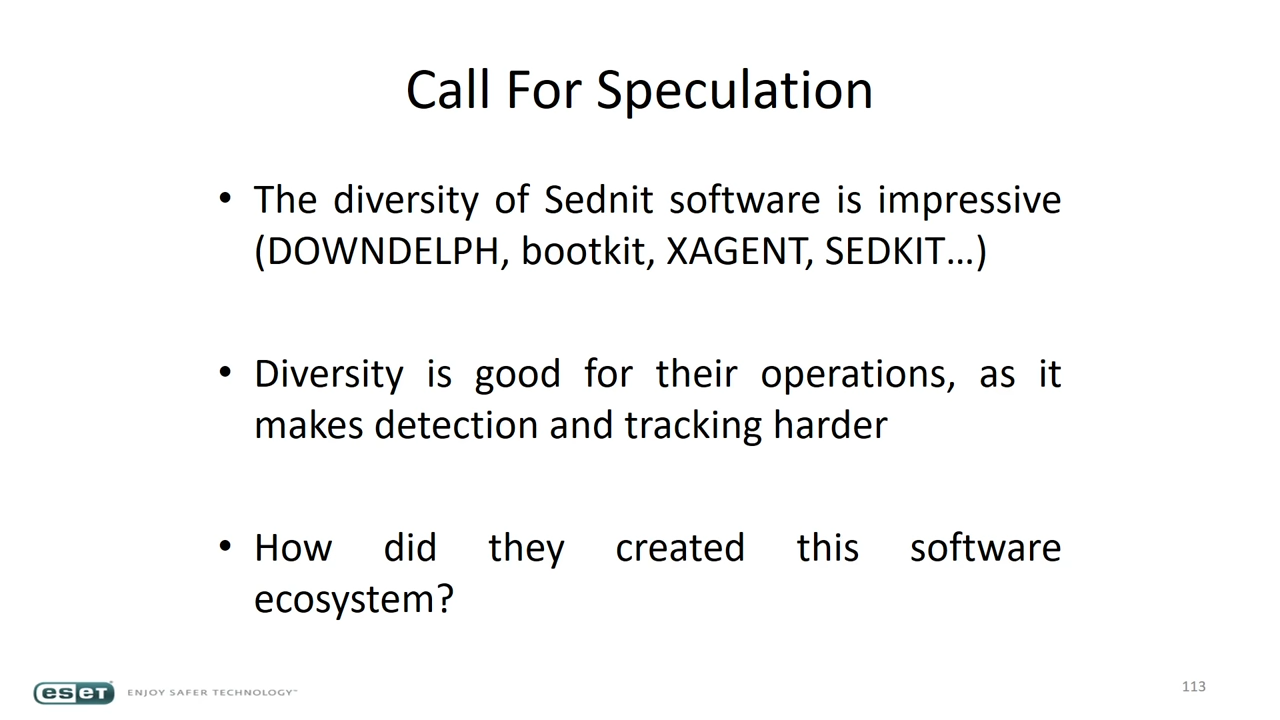 Call For Speculation
• The diversity of Sednit software is impressive
(DOWNDELPH, bootkit, XAGENT, SEDKIT…)
• Diversity is good for their operations, as it
makes detection and tracking harder
• How did they created this software
ecosystem?
eset ENJOY SAFER TECHNOLOGY™
113